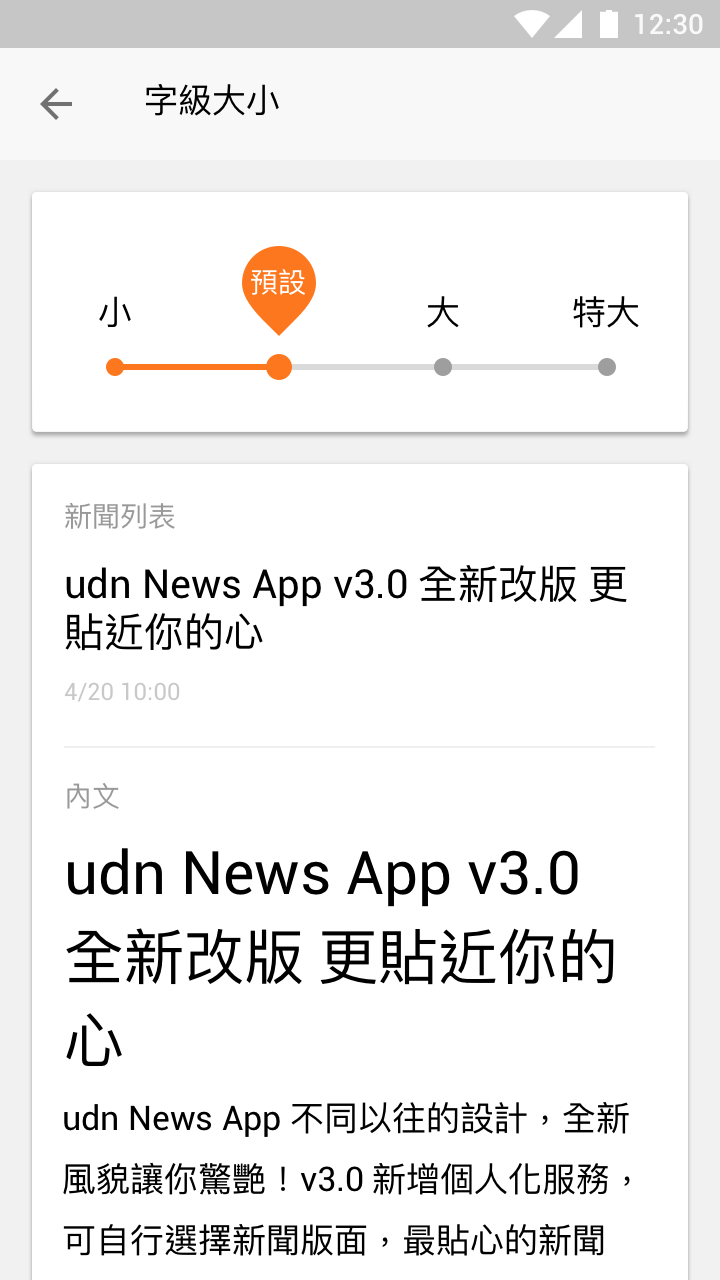 12:30
字級大小
預設
小
大
特大
新聞列表
udn News App v3.0 全新改版 更
貼近你的心
4/20 10:00
內文
udn News App v3.0
全新改版 更貼近你的
心
udn News App 不同以往的設計，全新
風貌讓你驚艷！v3.0 新增個人化服務，
可自行選擇新聞版面，最貼心的新聞